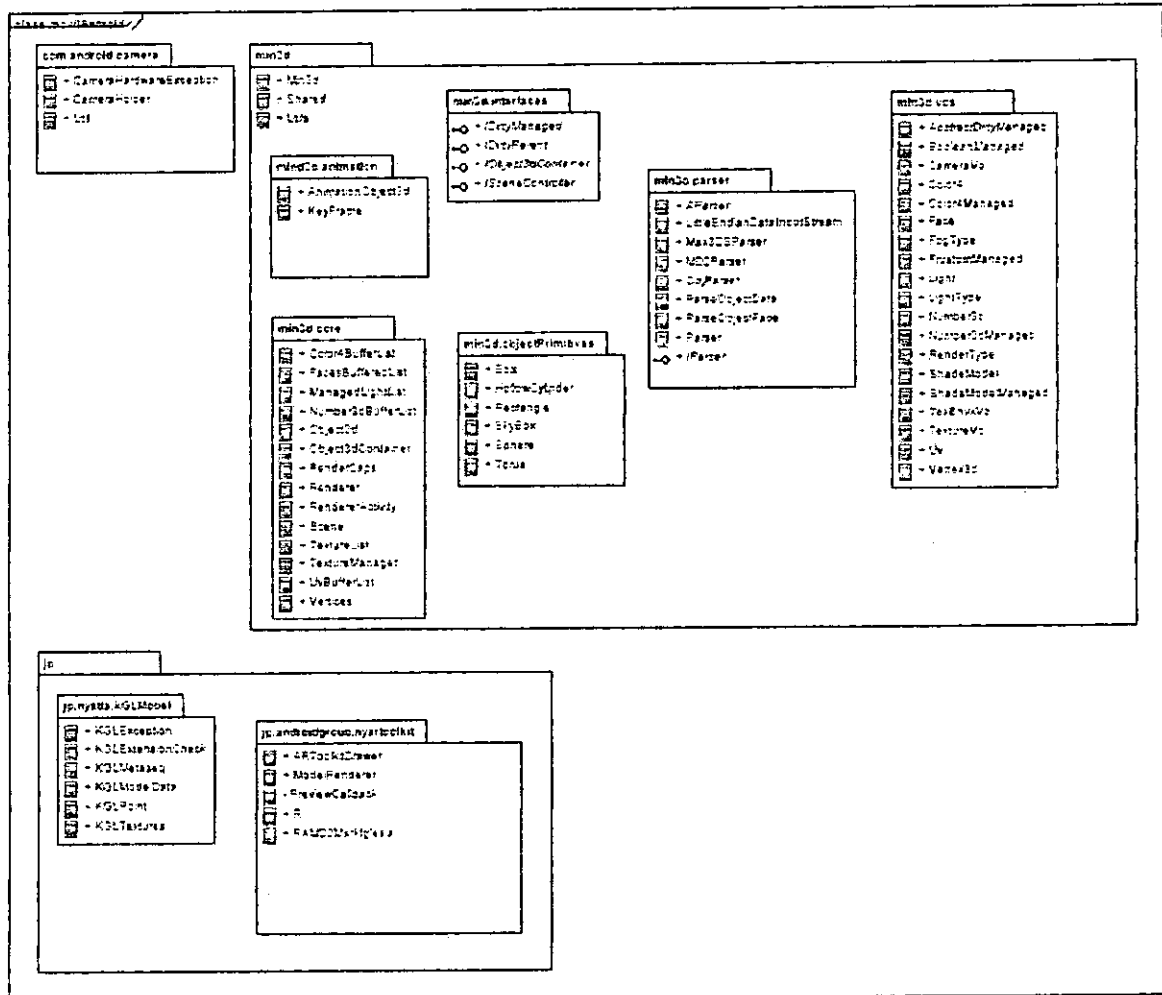 com.android.camera
+ CameraHardwareException
+ CameraHolder
+ Util
min3d
+ Min3d
+ Shared
+ Utils
min3d.animation
+ AnimationObject3d
+ KeyFrame
min3d.interfaces
+ IDirtyManaged
+ IDirtyParent
+ IObject3dContainer
+ ISceneController
min3d.parser
+ AParser
+ LittleEndianDataInputStream
+ Max3DSParser
+ MD2Parser
+ ObjParser
+ ParseObjectData
+ ParseObjectFace
+ Parser
+ IParser
min3d.vos
+ AbstractDirtyManaged
+ BooleanManaged
+ CameraVo
+ Color4
+ Color4Managed
+ Face
+ FogType
+ FrustumManaged
+ Light
+ LightType
+ Number3d
+ Number3dManaged
+ RenderType
+ ShadeModel
+ ShadeModelManaged
+ TexEnvxVo
+ TextureVo
+ Uv
+ Vertex3d
min3d.core
+ Color4BufferList
+ FacesBufferedList
+ ManagedLightList
+ Number3dBufferList
+ Object3d
+ Object3dContainer
+ RenderCaps
+ Renderer
+ RendererActivity
+ Scene
+ TextureList
+ TextureManager
+ UvBufferList
+ Vertices
min3d.objectPrimitives
+ Box
+ HollowCylinder
+ Rectangle
+ SkyBox
+ Sphere
+ Torus
jp
jp.nyatla.kGLModel
+ KGLException
+ KGLExtensionCheck
+ KGLMetaseq
+ KGLModelData
+ KGLPoint
+ KGLTextures
jp.androidgroup.nyartoolkit
+ ARToolkitDrawer
+ ModelRenderer
- PreviewCallback
+ R